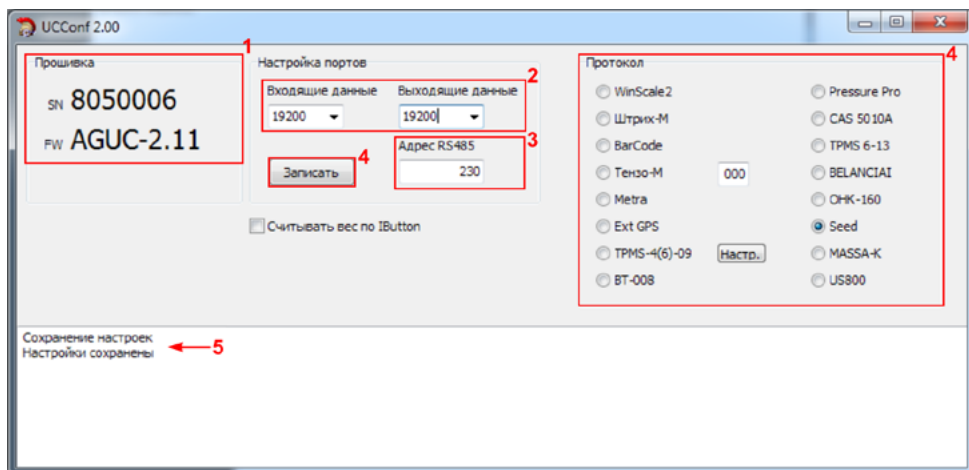 UCConf 2.00
1
Прошивка
SN 8050006
FW AGUC-2.11
Настройка портов
2
Входящие данные Выходящие данные
19200 19200
3
Адрес RS485
230
4
Записать
Считывать вес по IButton
4
Протокол
WinScale2
Штрих-М
BarCode
Тензо-М 000
Metra
Ext GPS
TPMS-4(6)-09 Настр.
BT-008
Pressure Pro
CAS 5010A
TPMS 6-13
BELANCIAI
ОНК-160
Seed
MASSA-K
US800
Сохранение настроек
Настройки сохранены
5